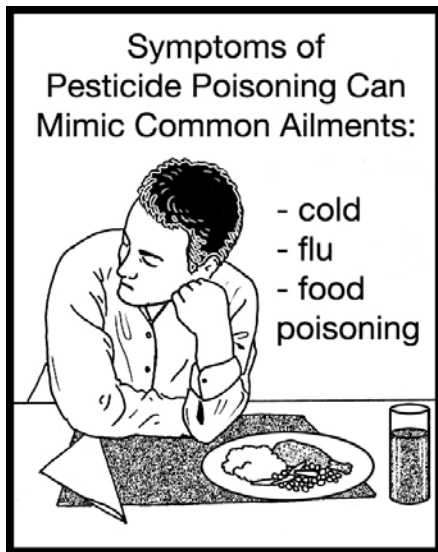 Symptoms of
Pesticide Poisoning Can
Mimic Common Ailments:
- cold
- flu
- food
poisoning